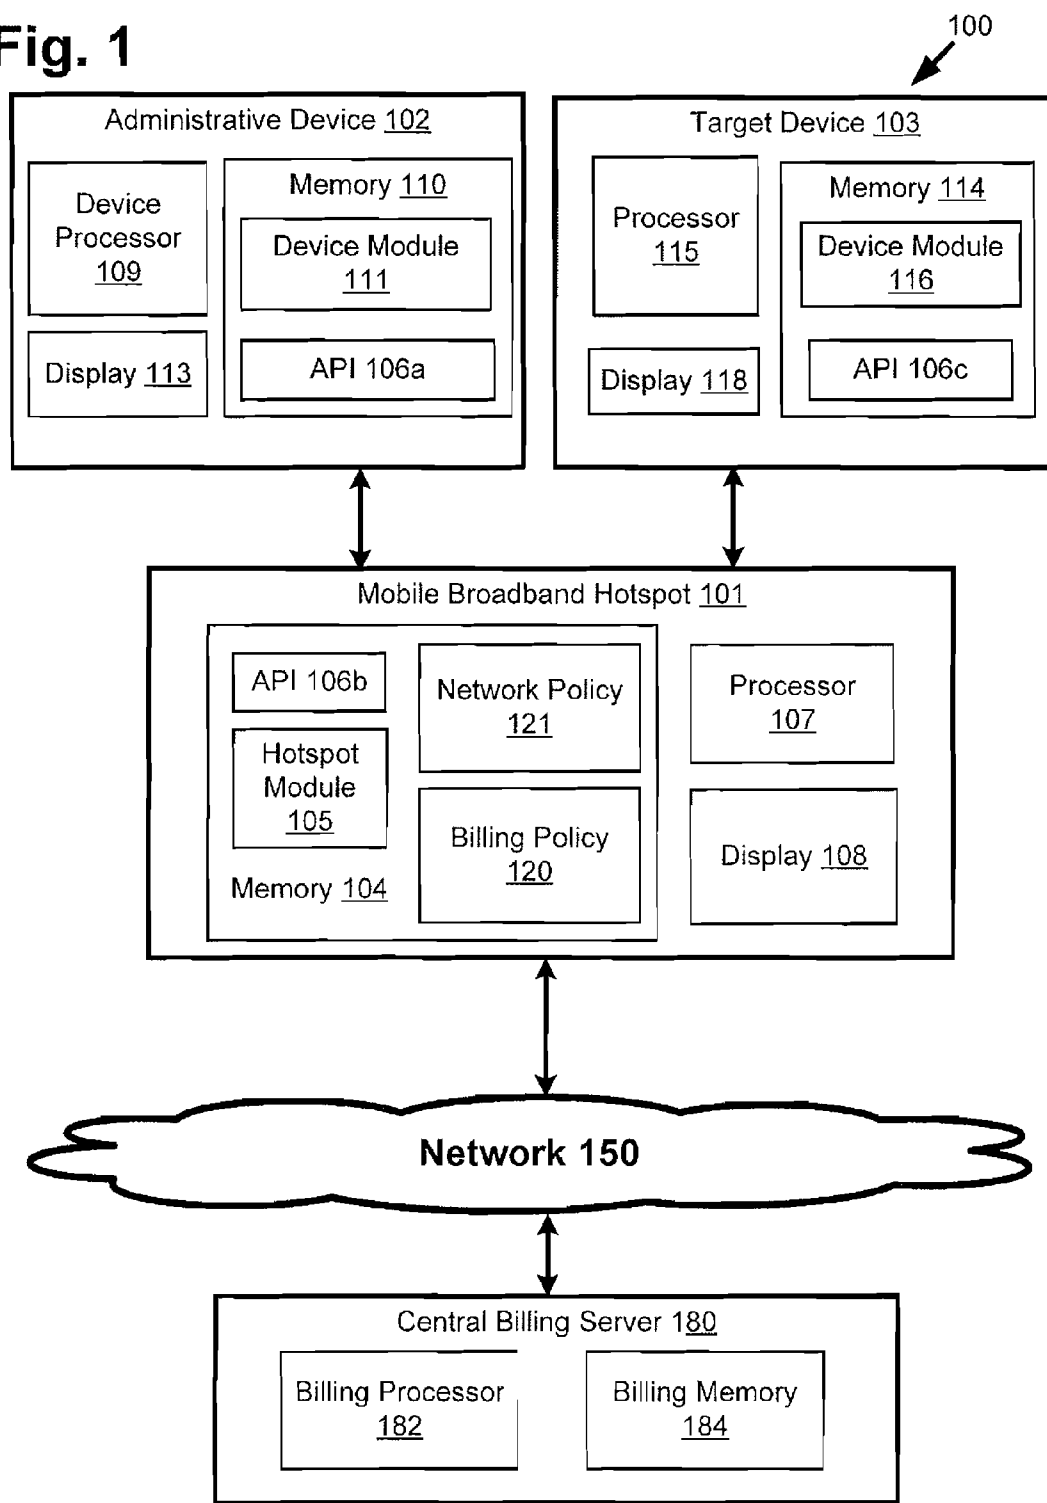 Fig. 1
100
Administrative Device 102
Device
Processor
109
Display 113
Memory 110
Device Module
111
API 106a
Target Device 103
Processor
115
Display 118
Memory 114
Device Module
116
API 106c
Mobile Broadband Hotspot 101
API 106b
Hotspot
Module
105
Memory 104
Network Policy
121
Billing Policy
120
Processor
107
Display 108
Network 150
Central Billing Server 180
Billing Processor
182
Billing Memory
184